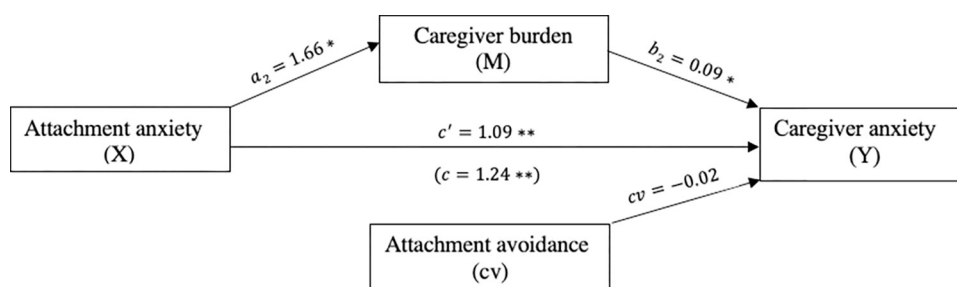 Caregiver burden
(M)
a₂ = 1.66 *
b₂ = 0.09 *
Attachment anxiety
(X)
c′ = 1.09 **
(c = 1.24 **)
Caregiver anxiety
(Y)
cv = −0.02
Attachment avoidance
(cv)